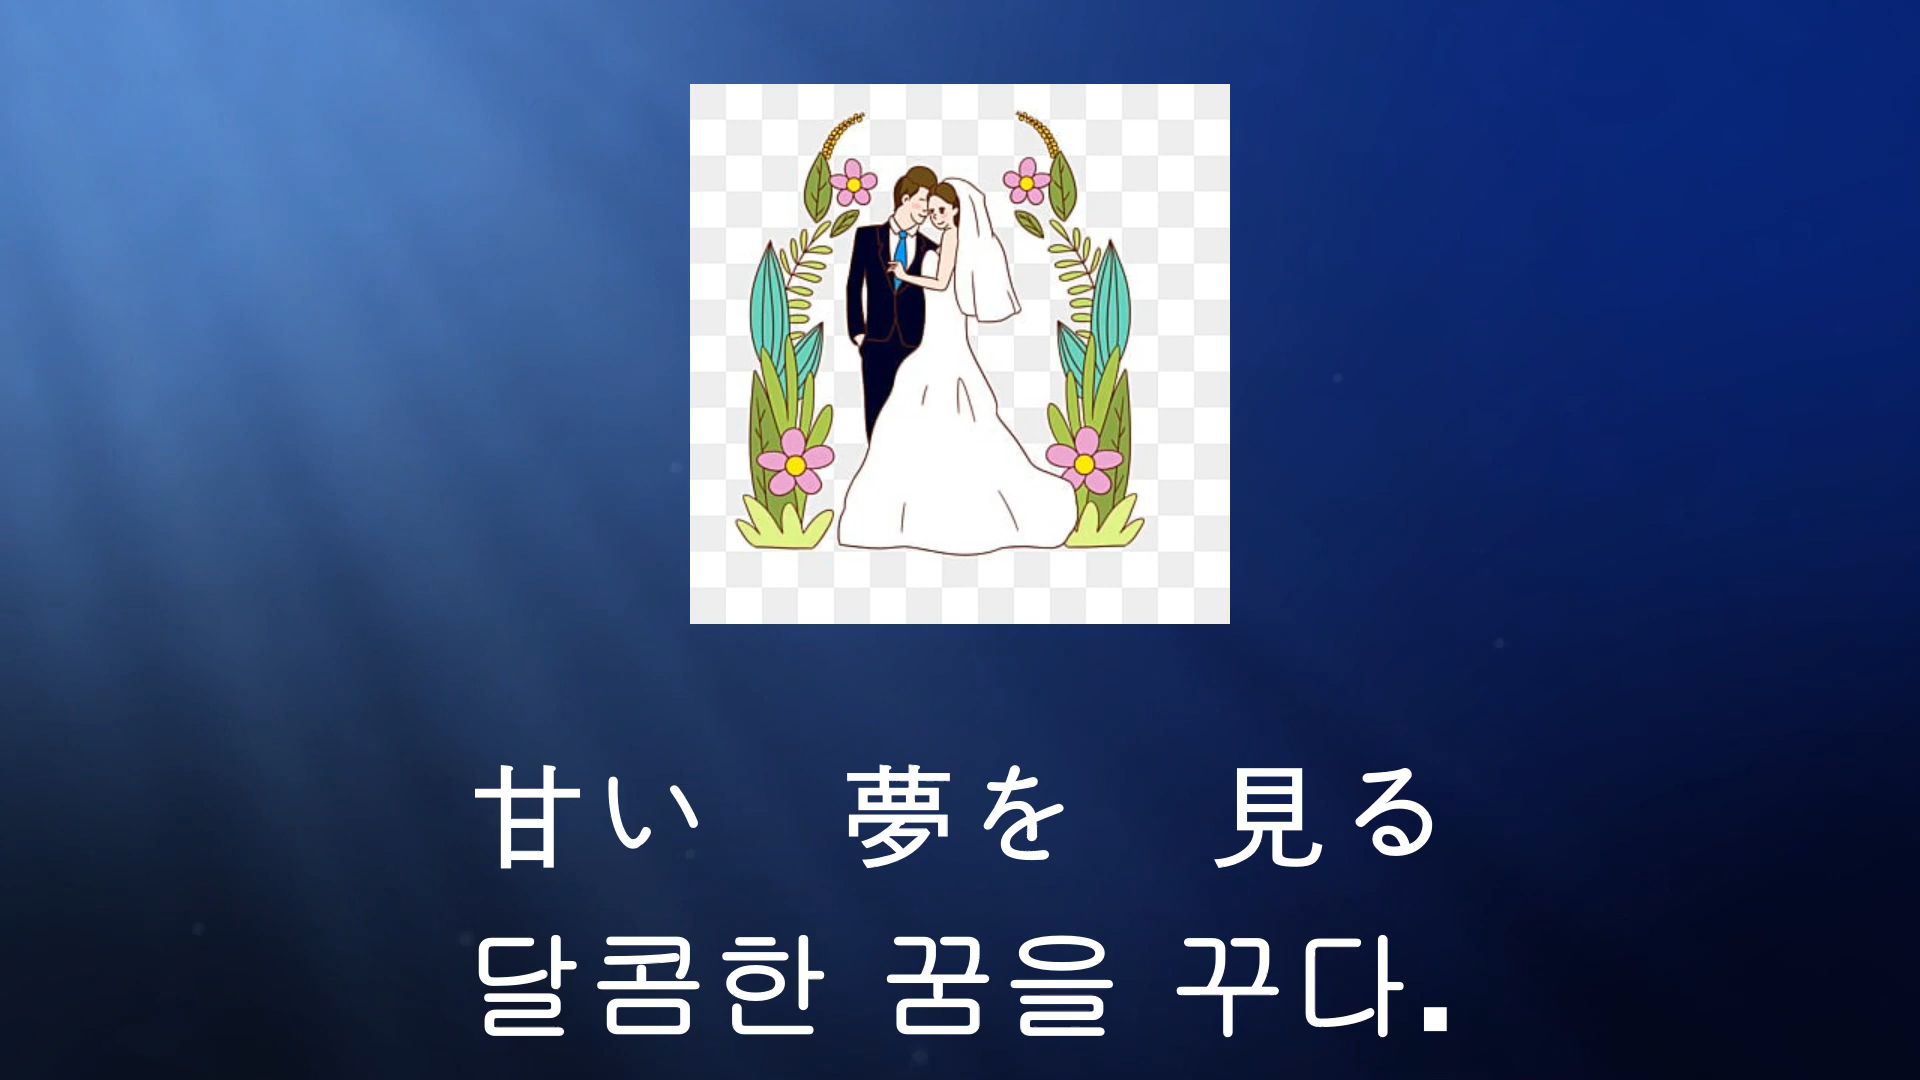 甘い　夢を　見る
달콤한 꿈을 꾸다.